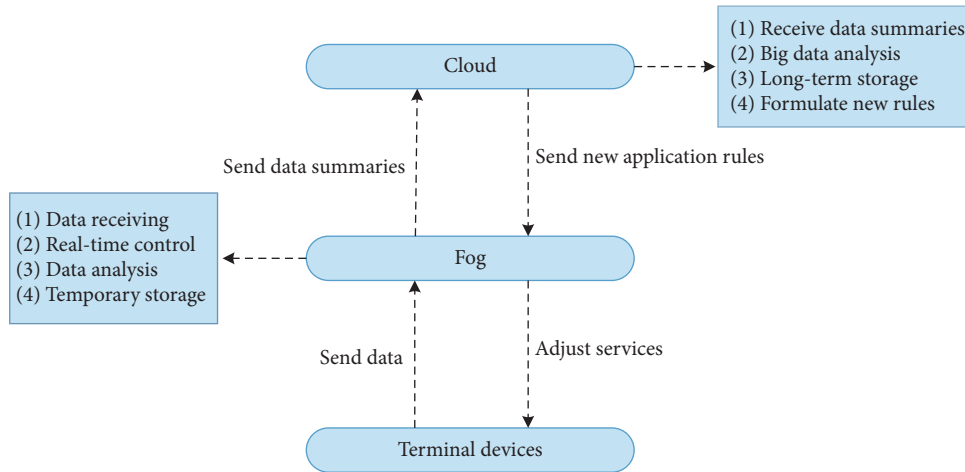 Cloud
(1) Receive data summaries
(2) Big data analysis
(3) Long-term storage
(4) Formulate new rules
Send data summaries
Send new application rules
(1) Data receiving
(2) Real-time control
(3) Data analysis
(4) Temporary storage
Fog
Send data
Adjust services
Terminal devices